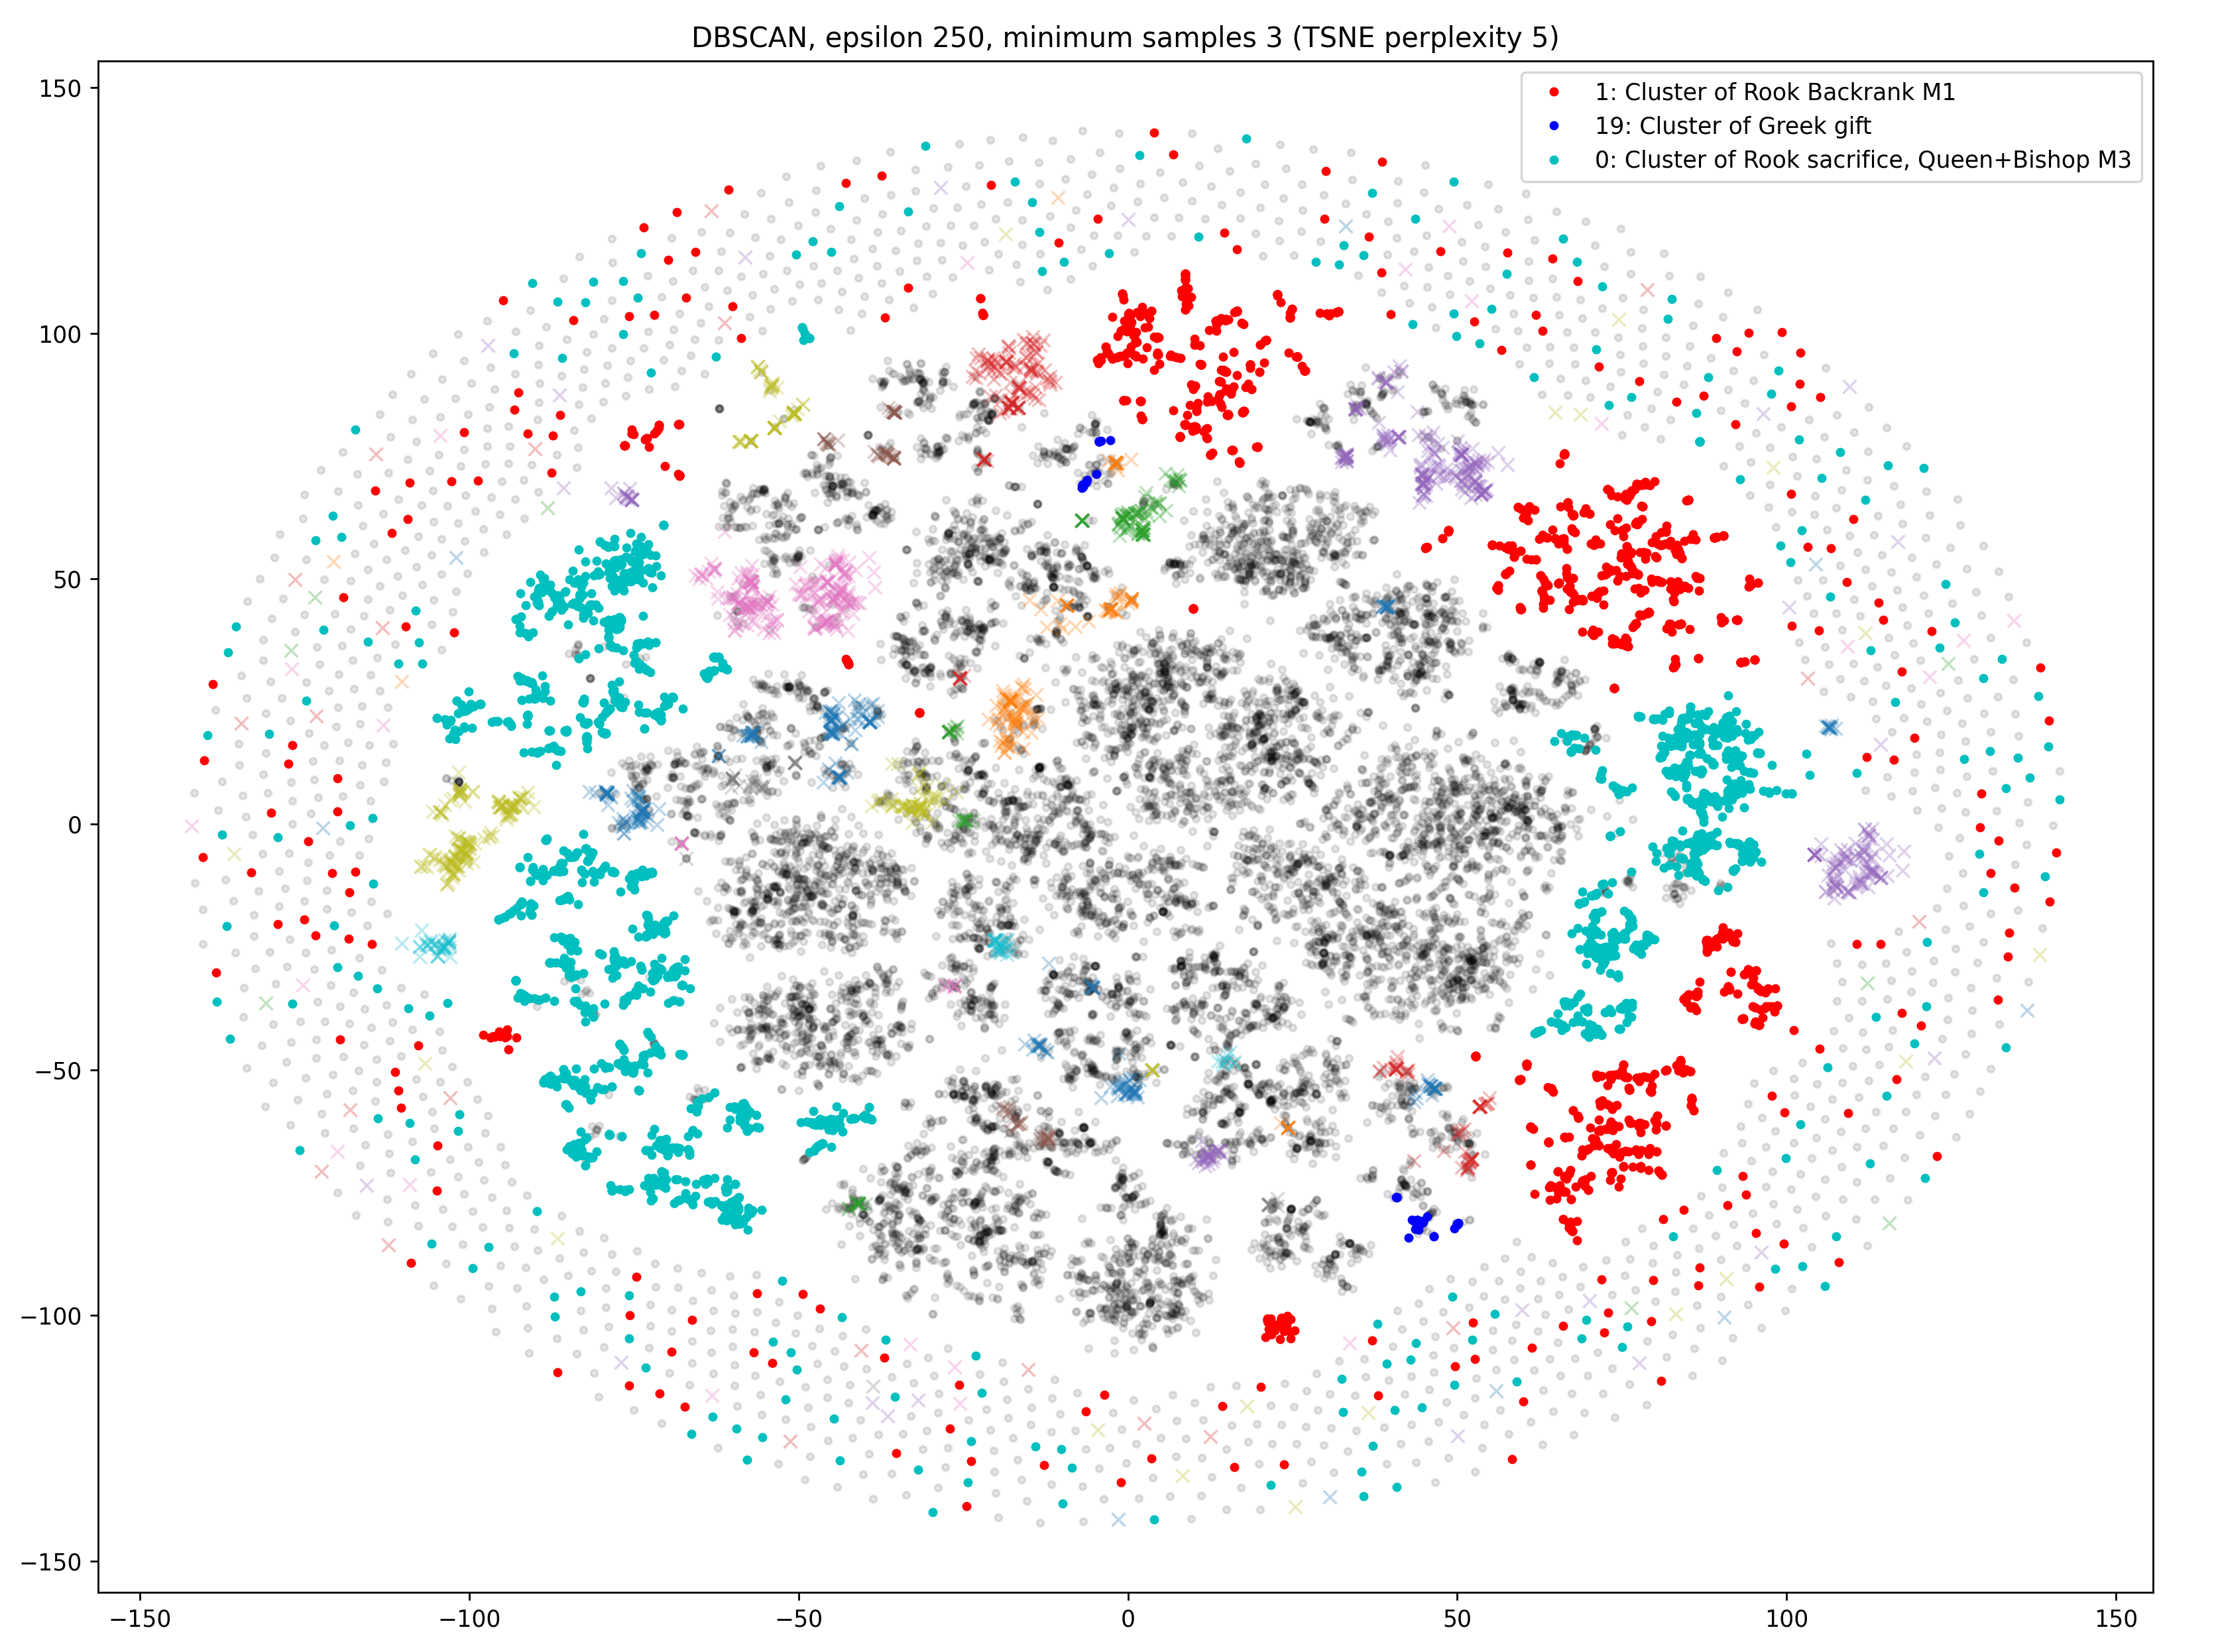 DBSCAN, epsilon 250, minimum samples 3 (TSNE perplexity 5)
1: Cluster of Rook Backrank M1
19: Cluster of Greek gift
0: Cluster of Rook sacrifice, Queen+Bishop M3
150
100
50
0
−50
−100
−150
−150 −100 −50 0 50 100 150